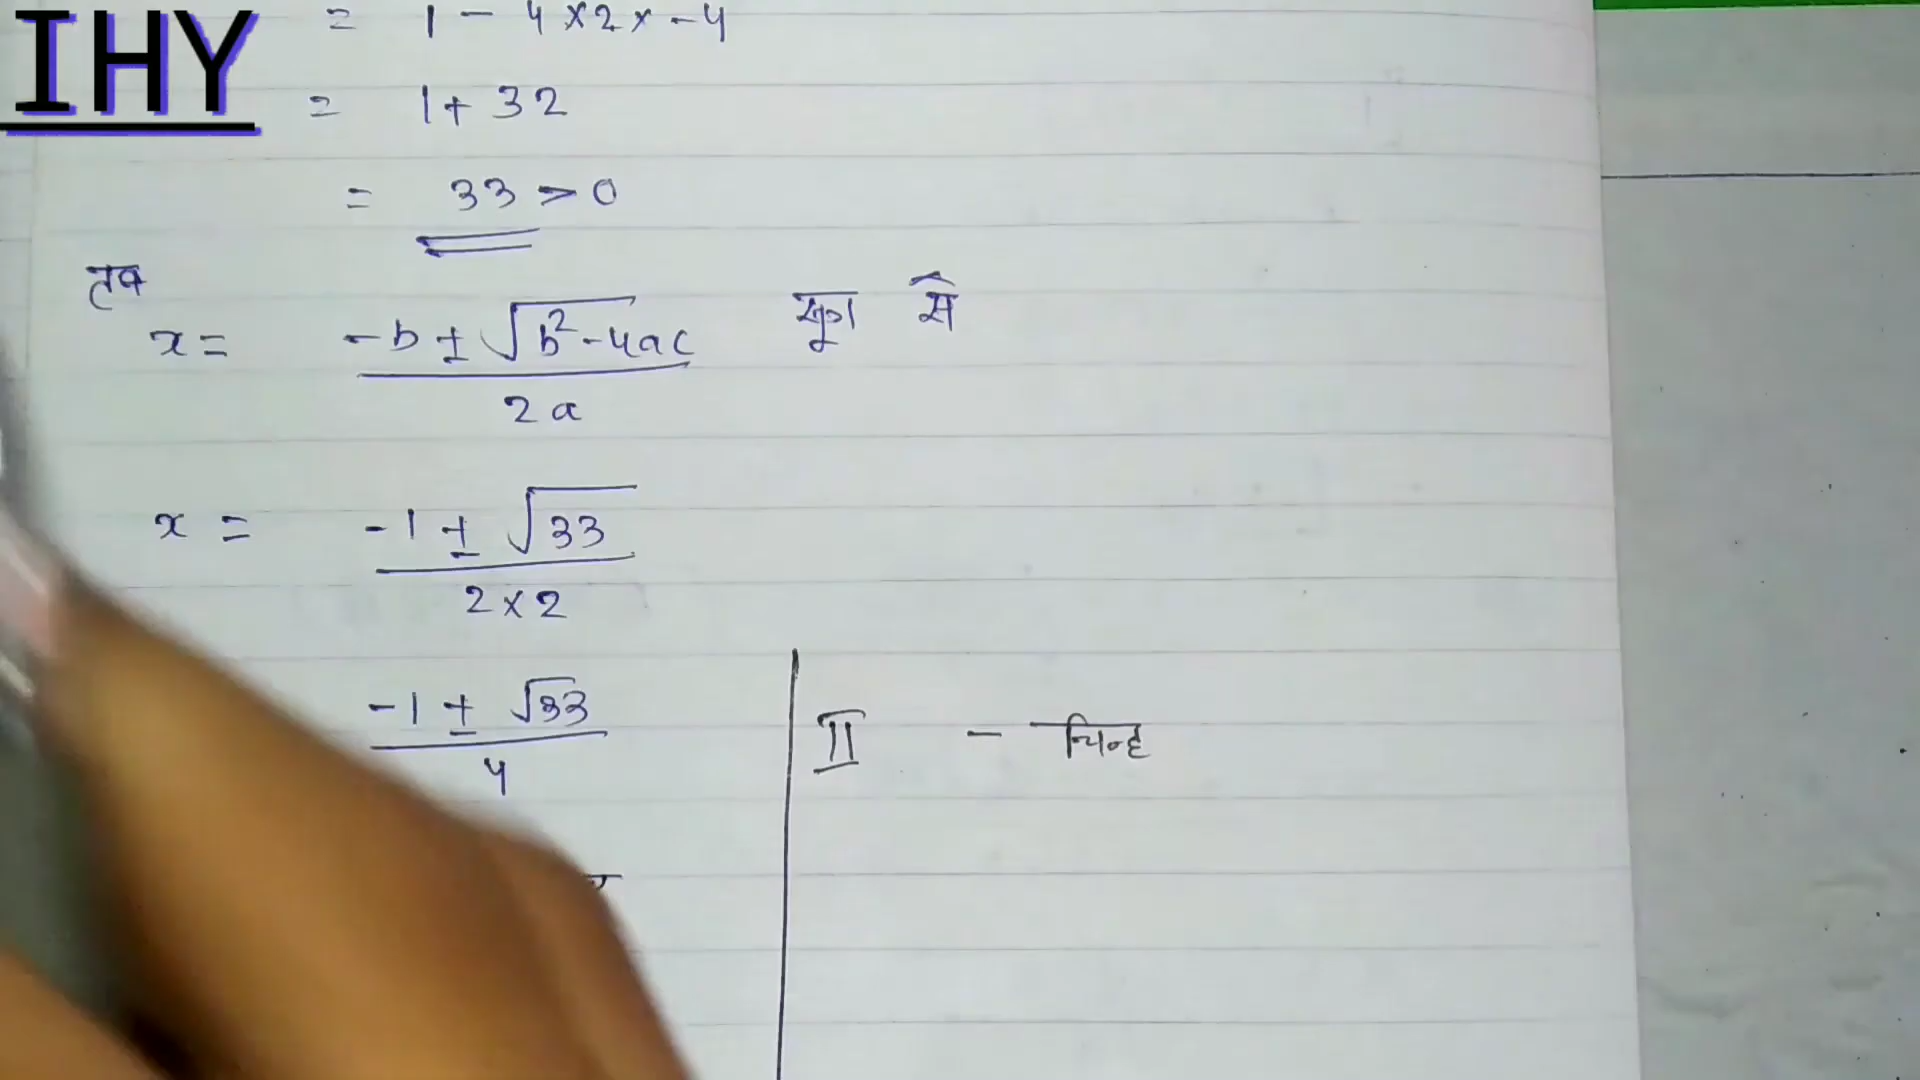 IHY
= 1 - 4 × 2 × -4
= 1 + 32
= 33 > 0
तब
x = -b ± √b² - 4ac / 2a सूत्र से
x = -1 ± √33 / 2 × 2
-1 ± √33 / 4
II - चिन्ह